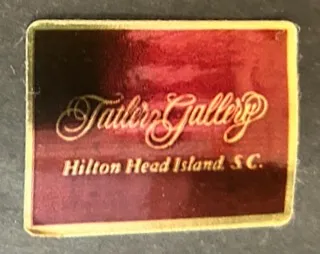 Tatler Gallery
Hilton Head Island. S.C.